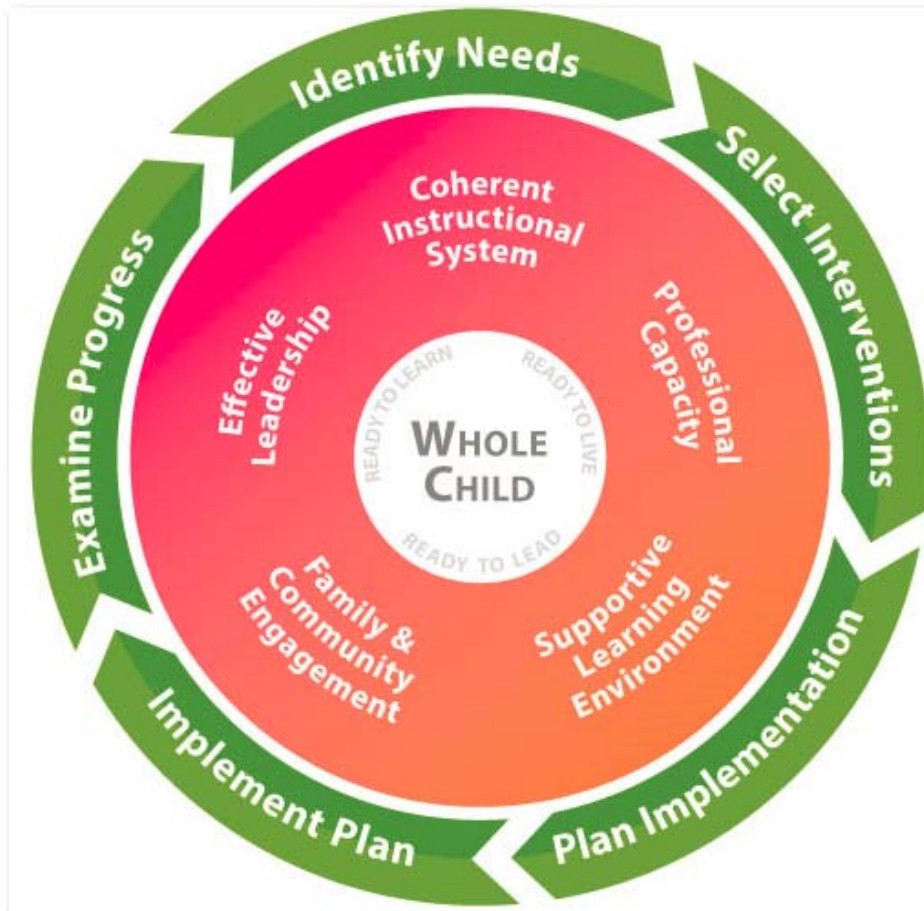 Identify Needs
Select Interventions
Plan Implementation
Implement Plan
Examine Progress
Coherent
Instructional
System
Professional
Capacity
Supportive
Learning
Environment
Family &
Community
Engagement
Effective
Leadership
READY TO LEARN
READY TO LIVE
READY TO LEAD
WHOLE
CHILD